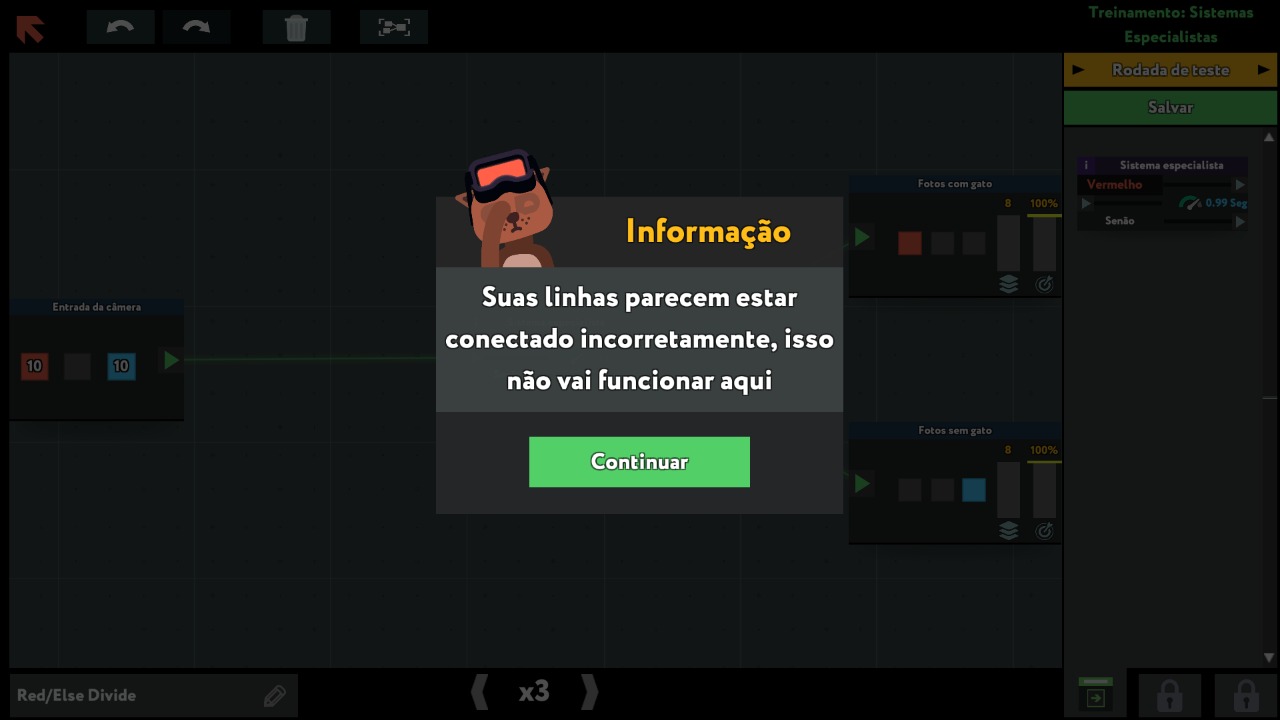 Treinamento: Sistemas
Especialistas
Rodada de teste
Salvar
Sistema especialista
i
Vermelho
0.99 Seg
Senão
Fotos com gato
8 100%
Entrada da câmera
10 10
Informação
Suas linhas parecem estar
conectado incorretamente, isso
não vai funcionar aqui
Continuar
Fotos sem gato
8 100%
Red/Else Divide
x3